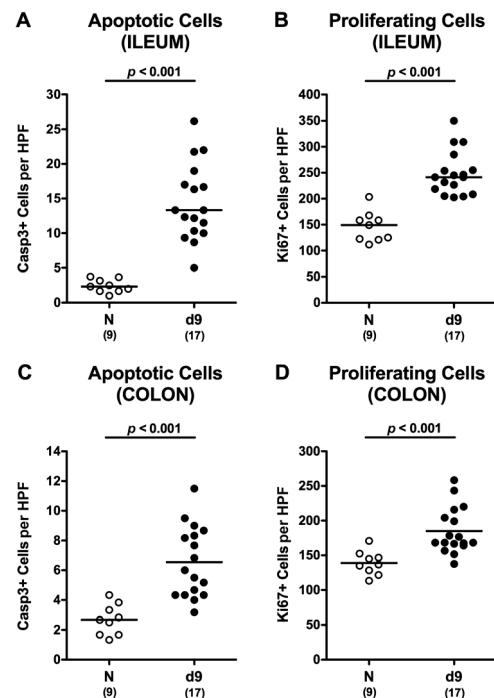 A
Apoptotic Cells
(ILEUM)
p < 0.001
Casp3+ Cells per HPF
30
25
20
15
10
5
0
N
d9
(9)
(17)
B
Proliferating Cells
(ILEUM)
p < 0.001
Ki67+ Cells per HPF
400
350
300
250
200
150
100
50
0
N
d9
(9)
(17)
C
Apoptotic Cells
(COLON)
p < 0.001
Casp3+ Cells per HPF
14
12
10
8
6
4
2
0
N
d9
(9)
(17)
D
Proliferating Cells
(COLON)
p < 0.001
Ki67+ Cells per HPF
300
250
200
150
100
50
0
N
d9
(9)
(17)